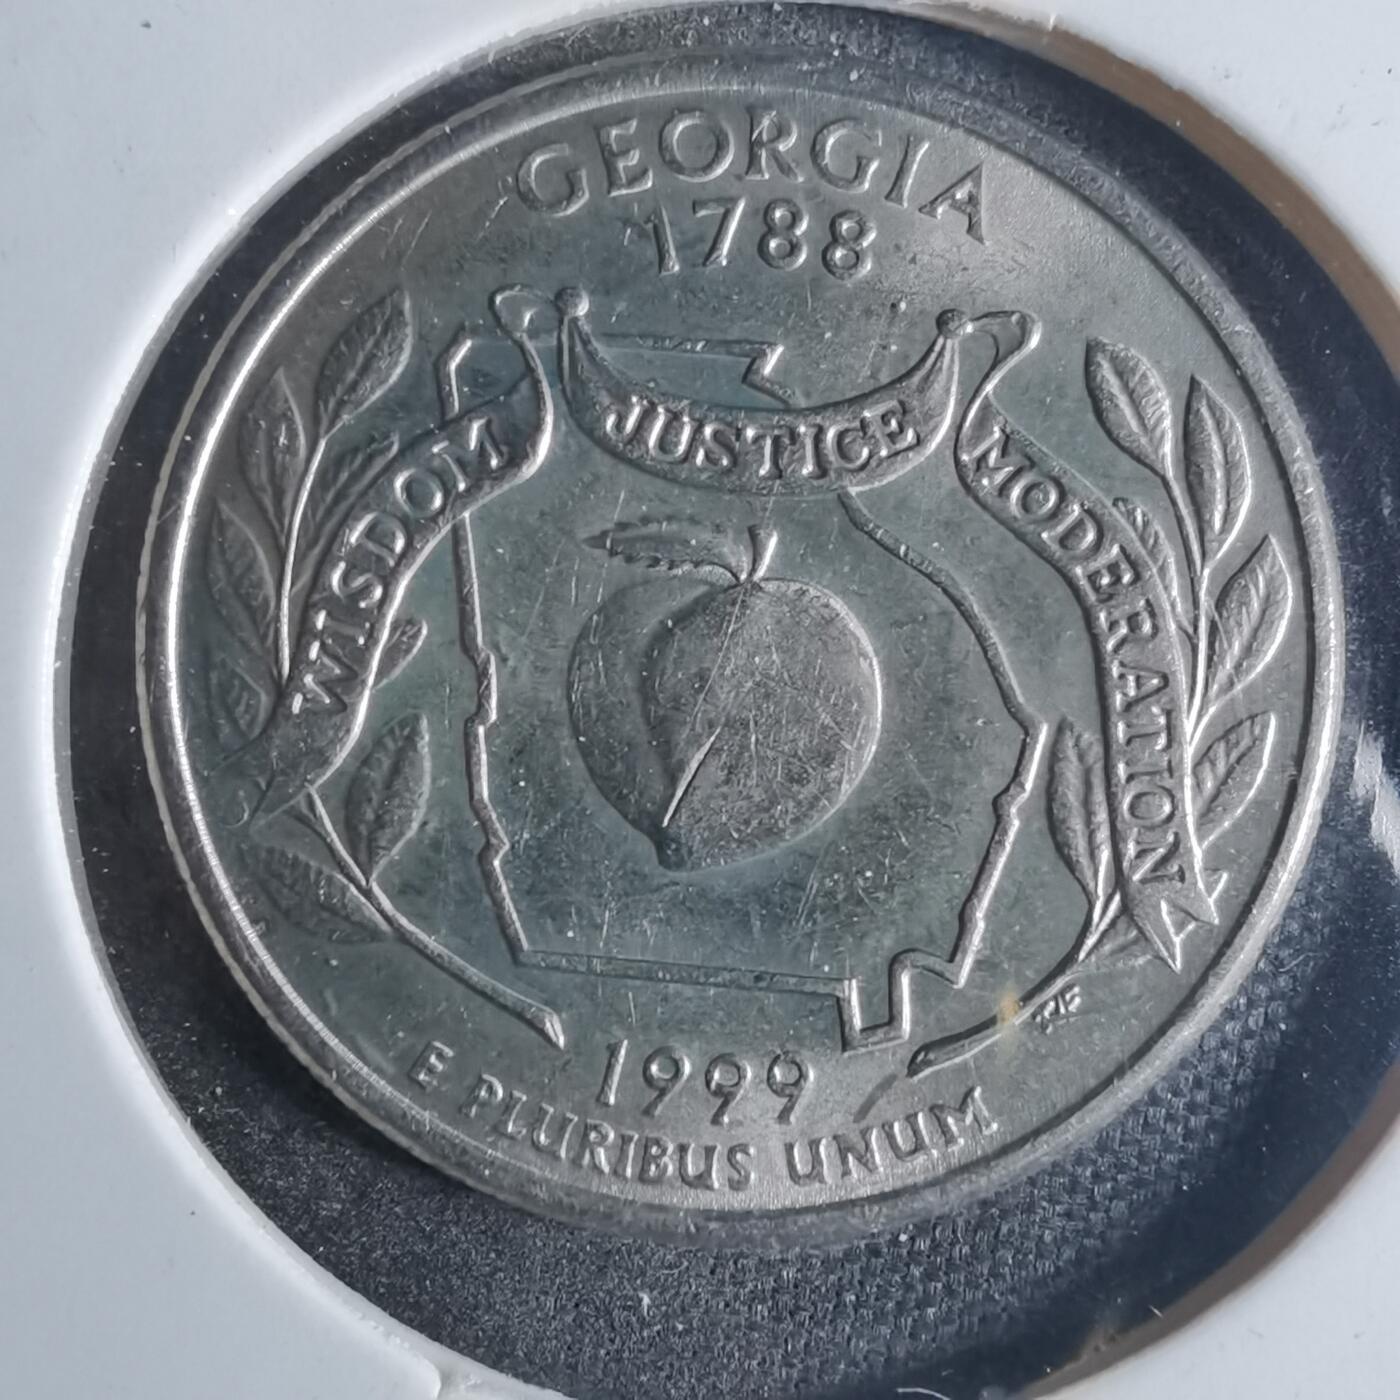 GEORGIA
1788
WISDOM
JUSTICE
MODERATION
1999
E PLURIBUS UNUM